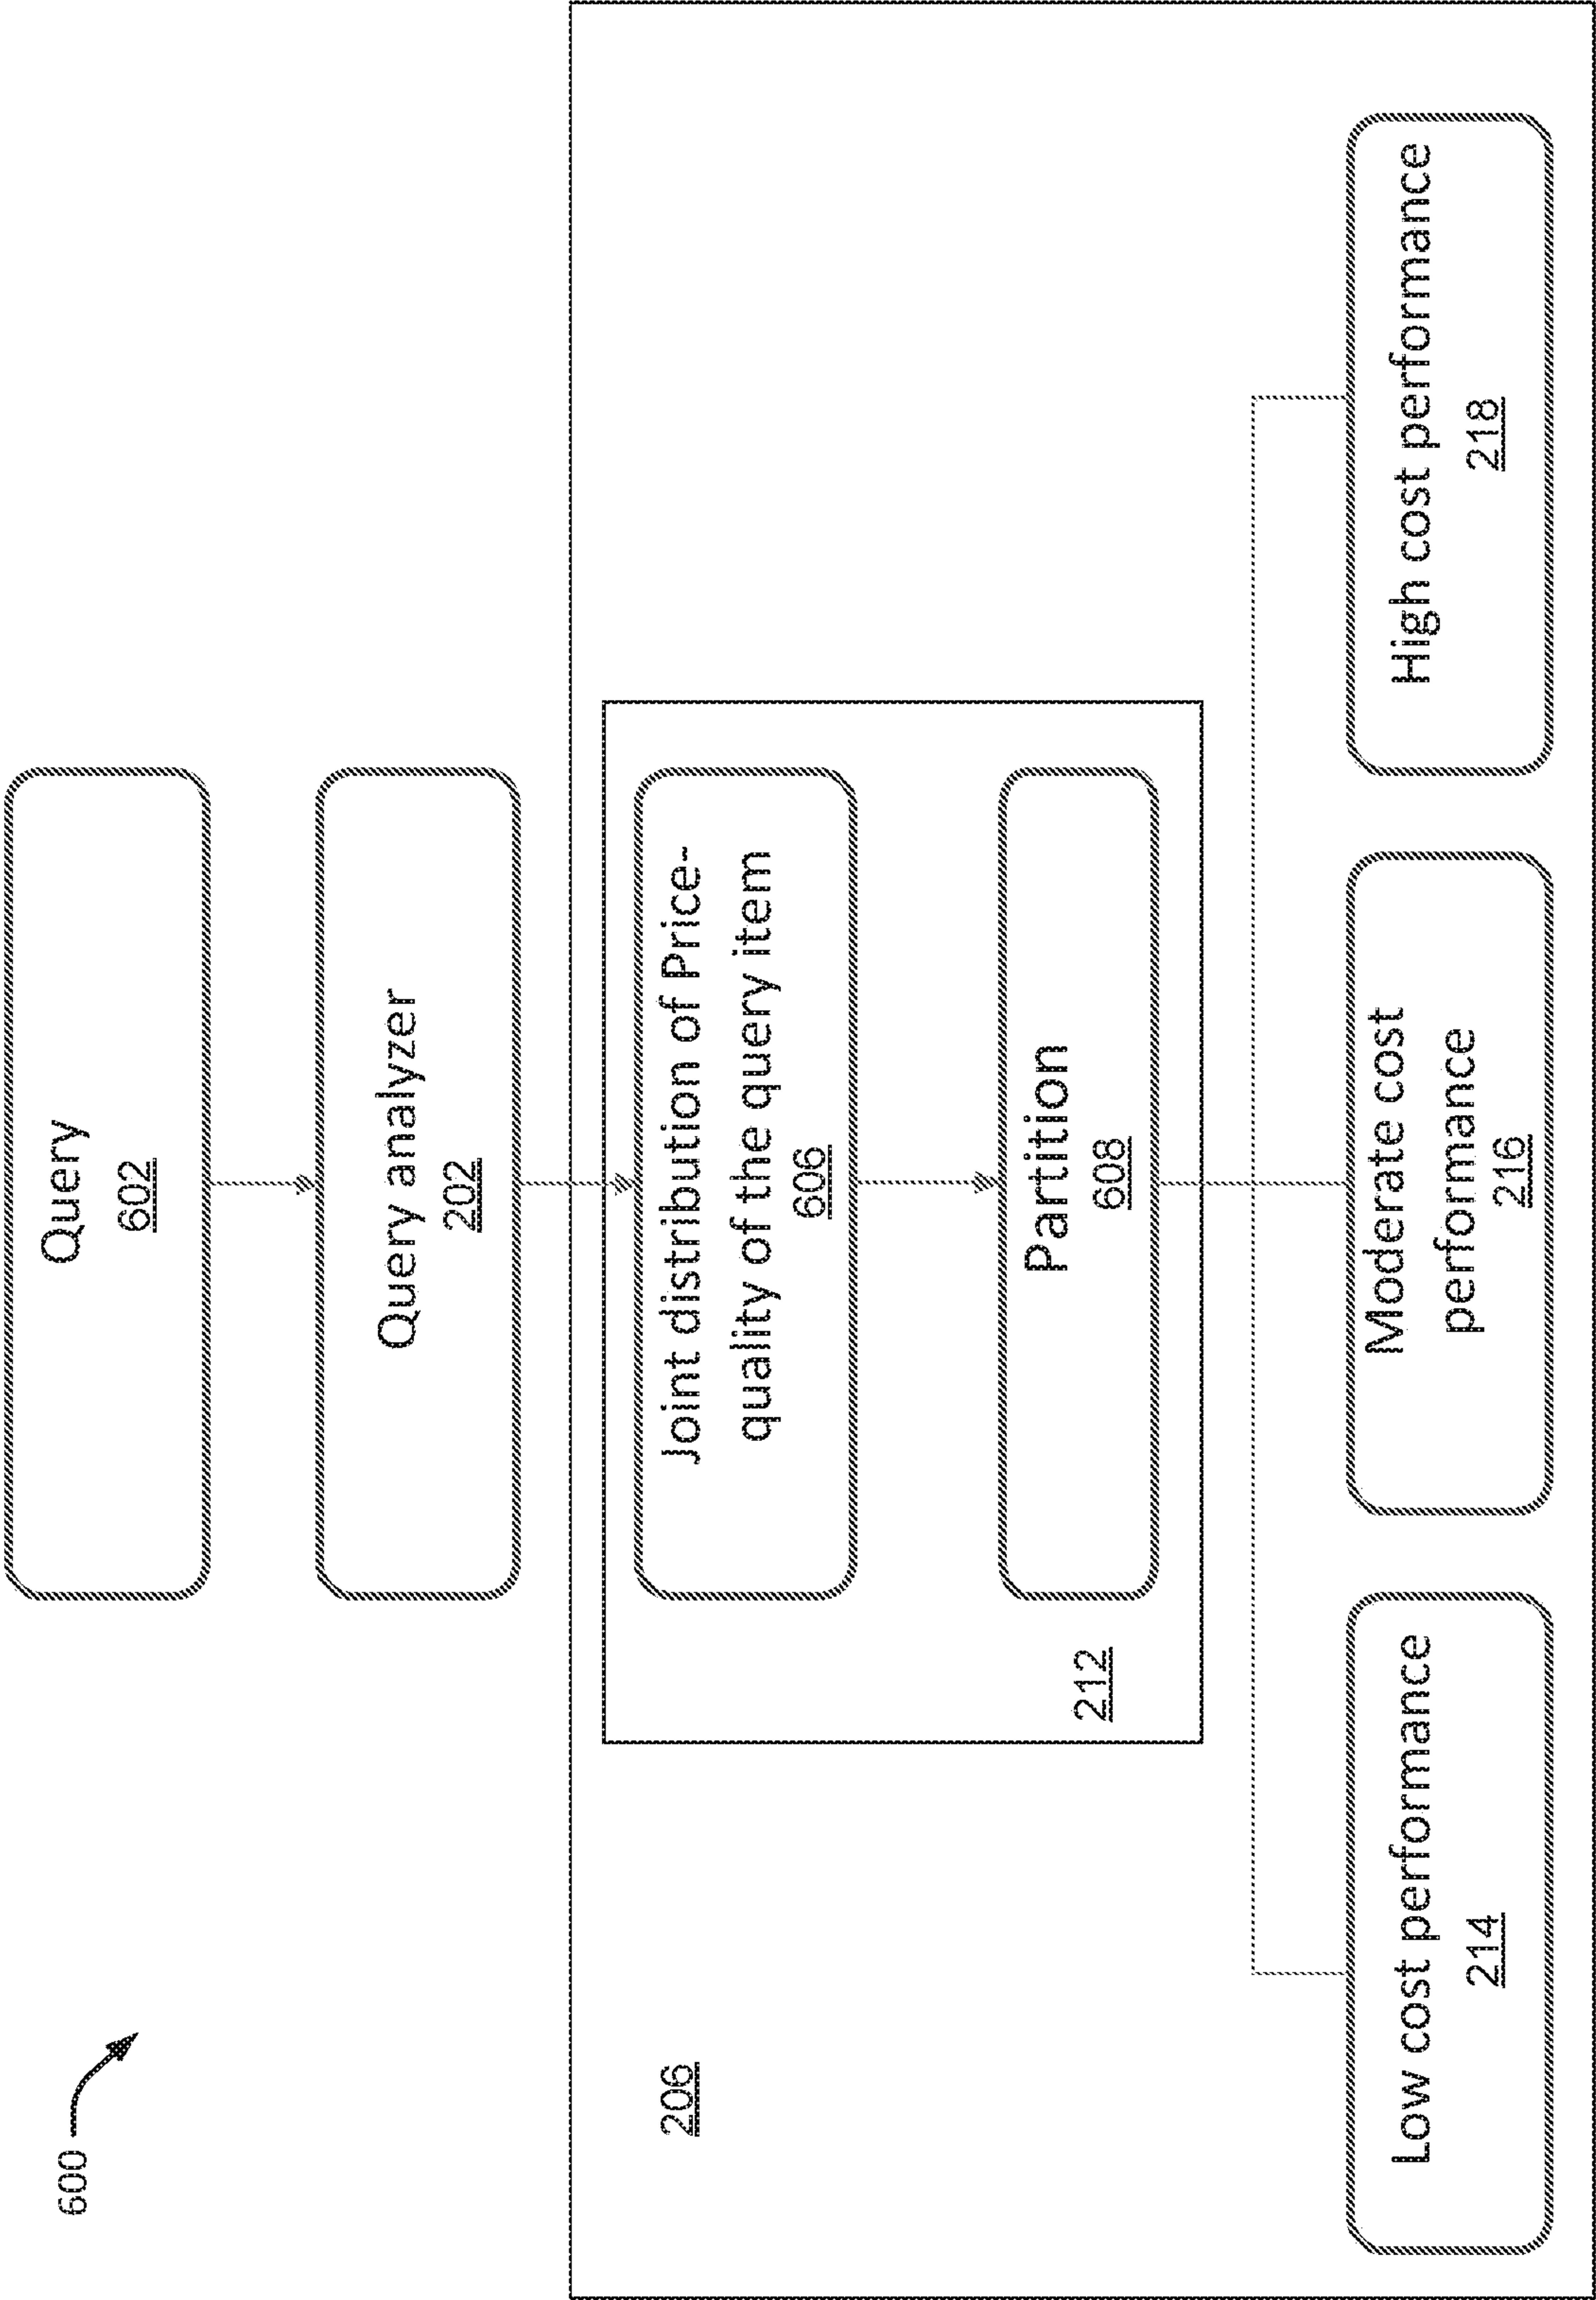 600
Query
602
Query analyzer
202
206
Joint distribution of Price-
quality of the query item
606
Partition
608
212
Low cost performance
214
Moderate cost
performance
216
High cost performance
218